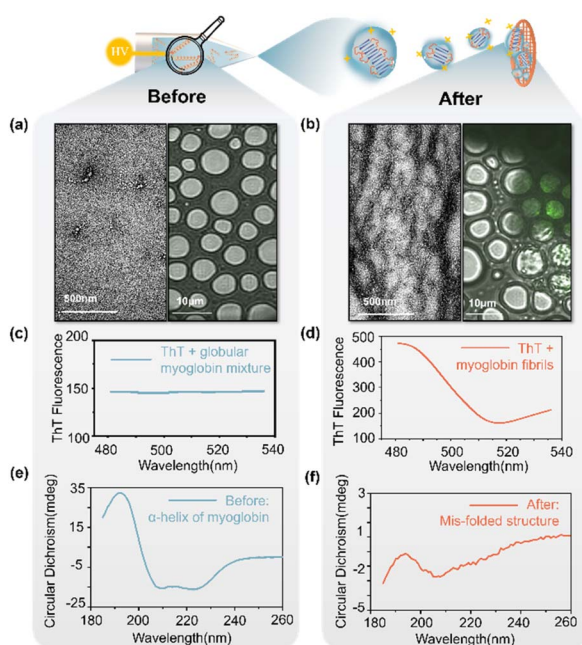 HV
Before
After
(a)
(b)
500nm
10μm
500nm
10μm
(c)
(d)
ThT Fluorescence
200
150
100
ThT + globular
myoglobin mixture
480
500
520
540
Wavelength(nm)
ThT Fluorescence
500
400
300
200
100
ThT +
myoglobin fibrils
480
500
520
540
Wavelength(nm)
(e)
(f)
Circular Dichroism(mdeg)
35
15
-5
-25
Before:
α-helix of myoglobin
180
200
220
240
260
Wavelength(nm)
Circular Dichroism(mdeg)
3
1
-2
-5
After:
Mis-folded structure
180
200
220
240
260
Wavelength(nm)